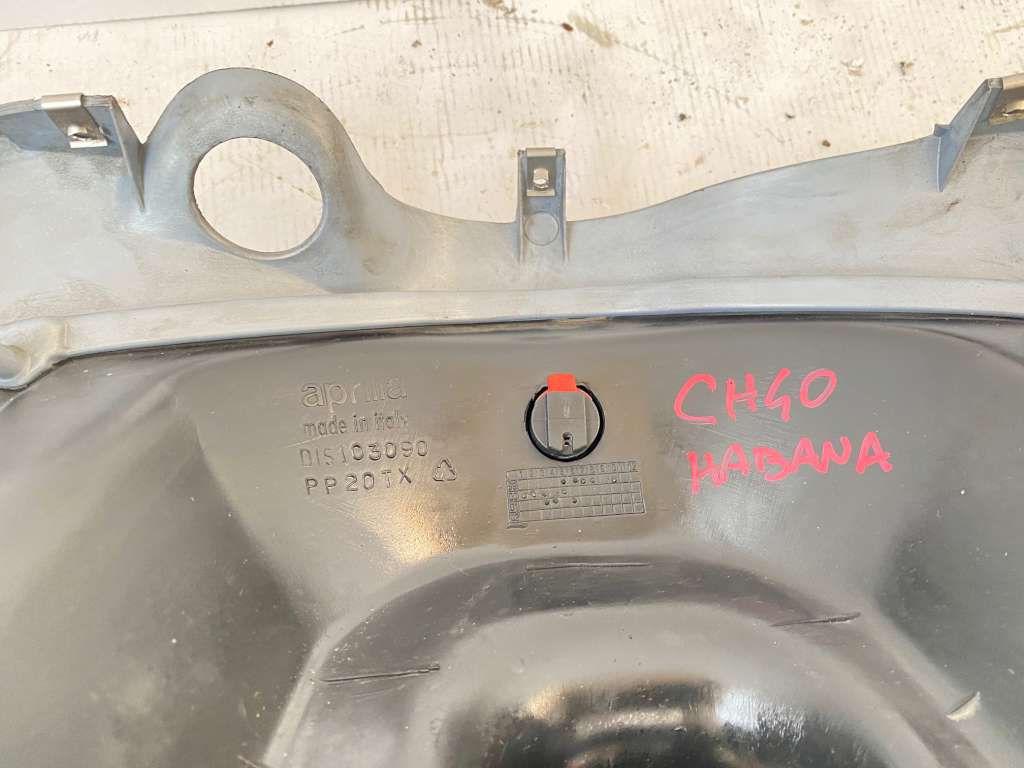 aprilia
made in Italy
DIS103090
PP20TX
CH40
HABANA